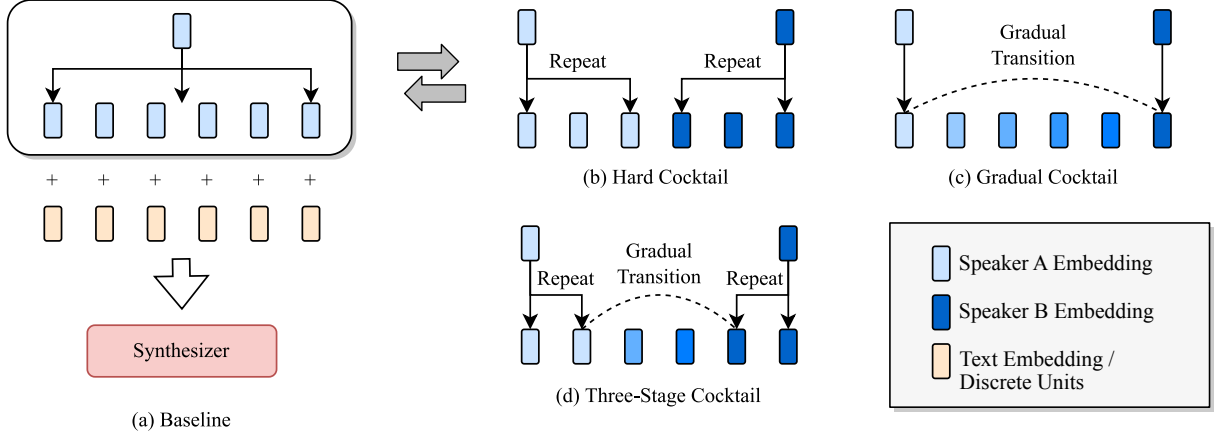 + + + + + +
Synthesizer
(a) Baseline
Repeat
Repeat
(b) Hard Cocktail
Gradual
Transition
(c) Gradual Cocktail
Gradual
Transition
Repeat
Repeat
(d) Three-Stage Cocktail
Speaker A Embedding
Speaker B Embedding
Text Embedding /
Discrete Units